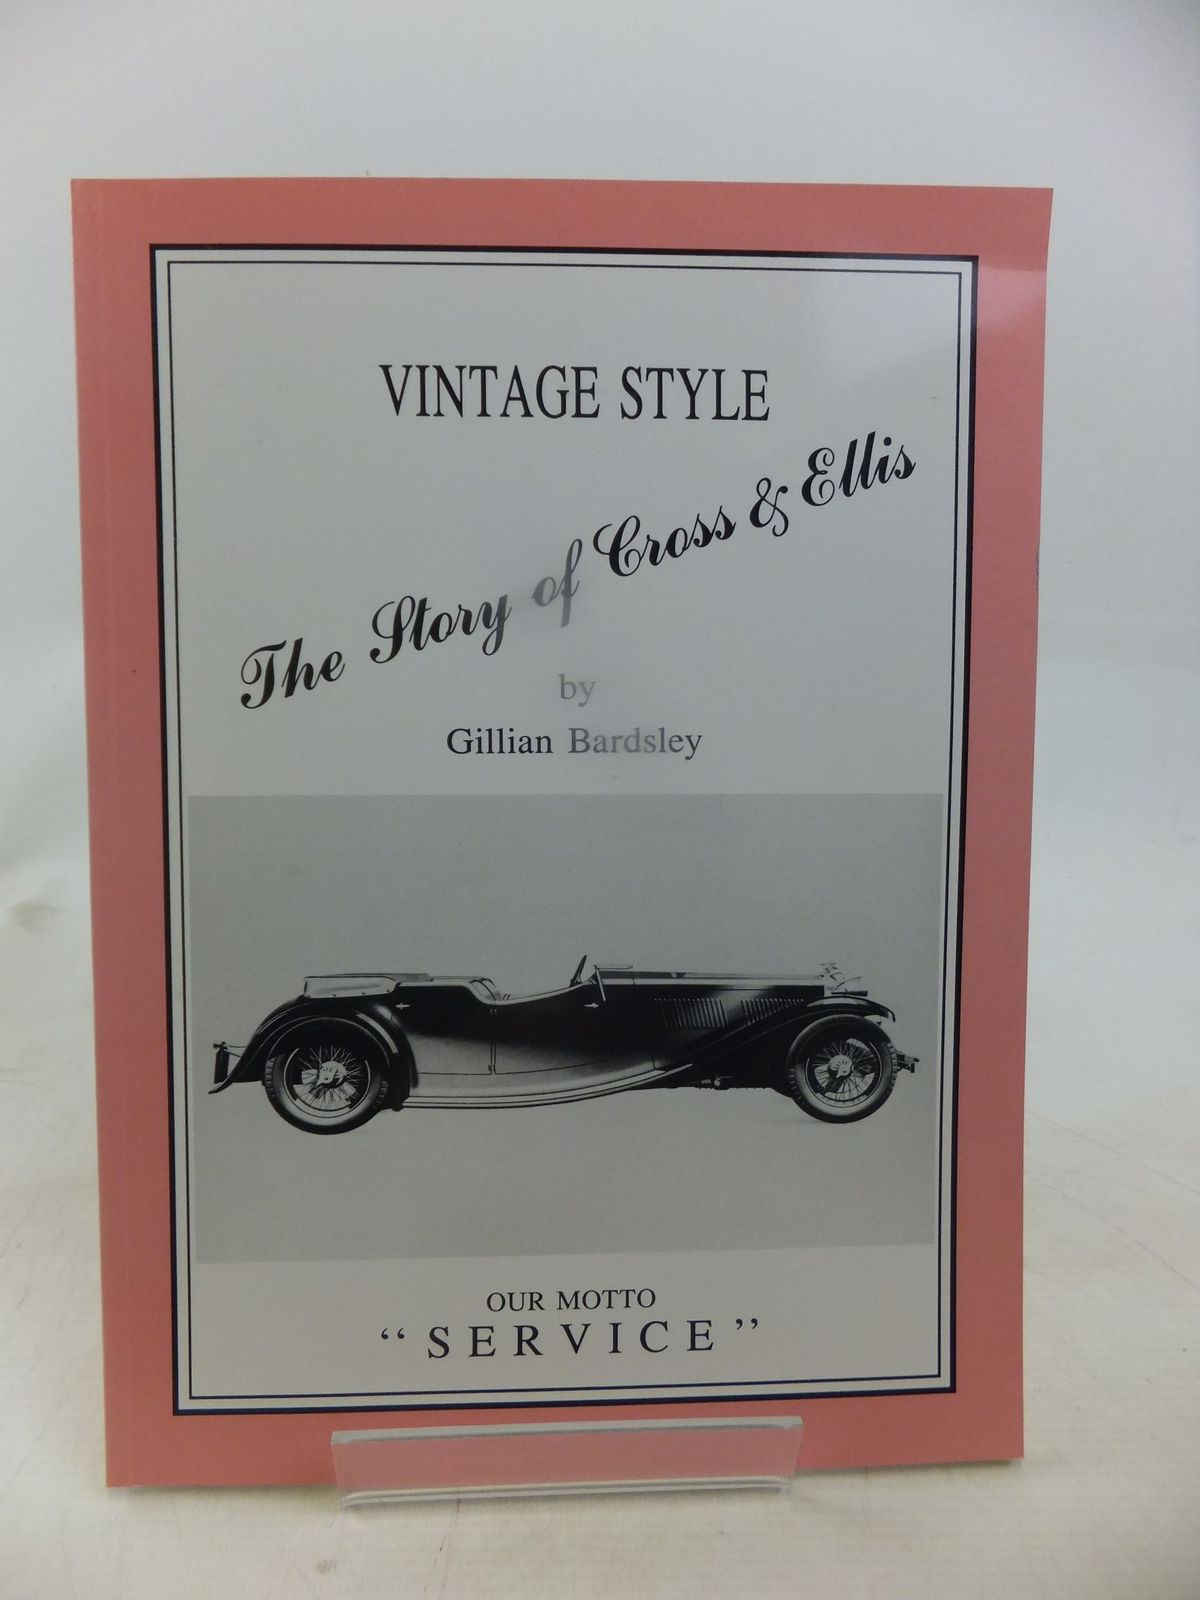 VINTAGE STYLE
The Story of Cross & Ellis
by
Gillian Bardsley
OUR MOTTO
“SERVICE”